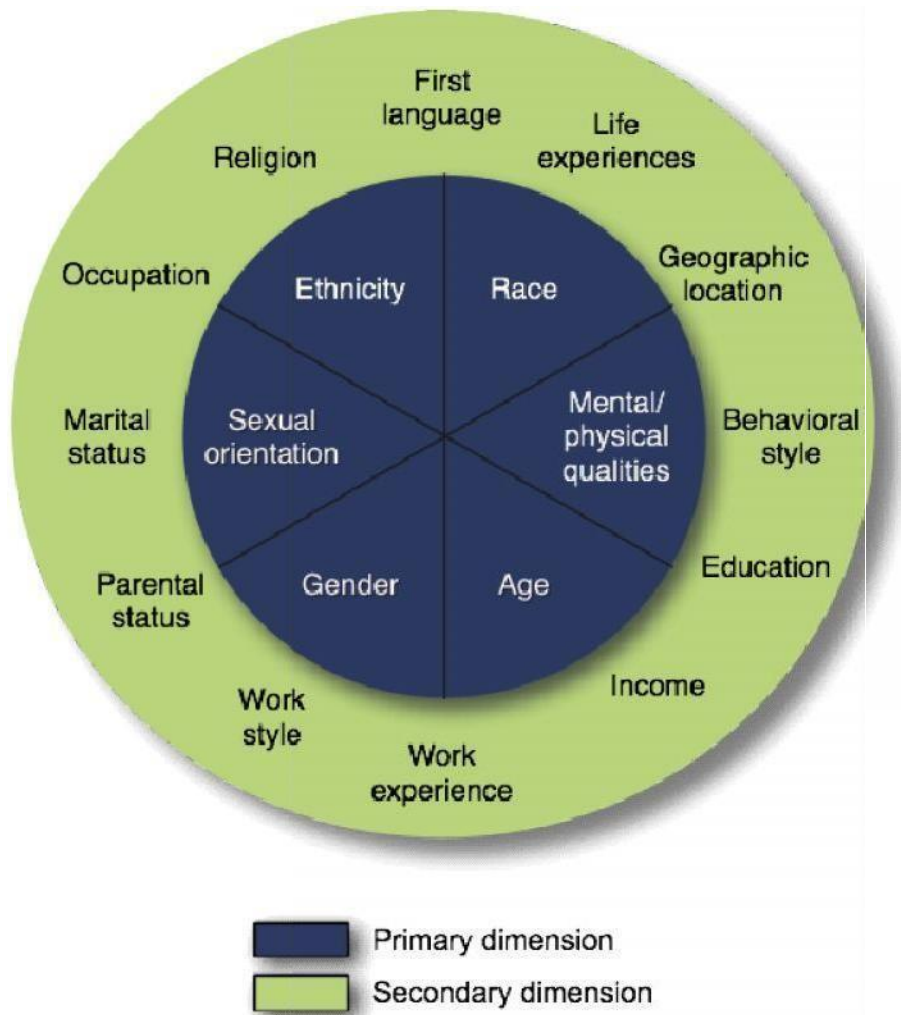 First
language
Life
experiences
Religion
Geographic
location
Occupation
Ethnicity
Race
Marital
status
Sexual
orientation
Mental/
physical
qualities
Behavioral
style
Parental
status
Gender
Age
Education
Work
style
Income
Work
experience
Primary dimension
Secondary dimension